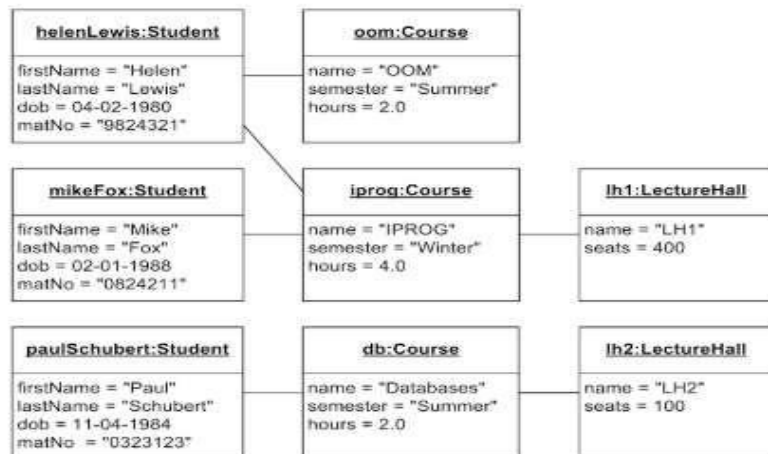 helenLewis:Student
firstName = "Helen"
lastName = "Lewis"
dob = 04-02-1980
matNo = "9824321"
oom:Course
name = "OOM"
semester = "Summer"
hours = 2.0
mikeFox:Student
firstName = "Mike"
lastName = "Fox"
dob = 02-01-1988
matNo = "0824211"
iprog:Course
name = "IPROG"
semester = "Winter"
hours = 4.0
lh1:LectureHall
name = "LH1"
seats = 400
paulSchubert:Student
firstName = "Paul"
lastName = "Schubert"
dob = 11-04-1984
matNo = "0323123"
db:Course
name = "Databases"
semester = "Summer"
hours = 2.0
lh2:LectureHall
name = "LH2"
seats = 100